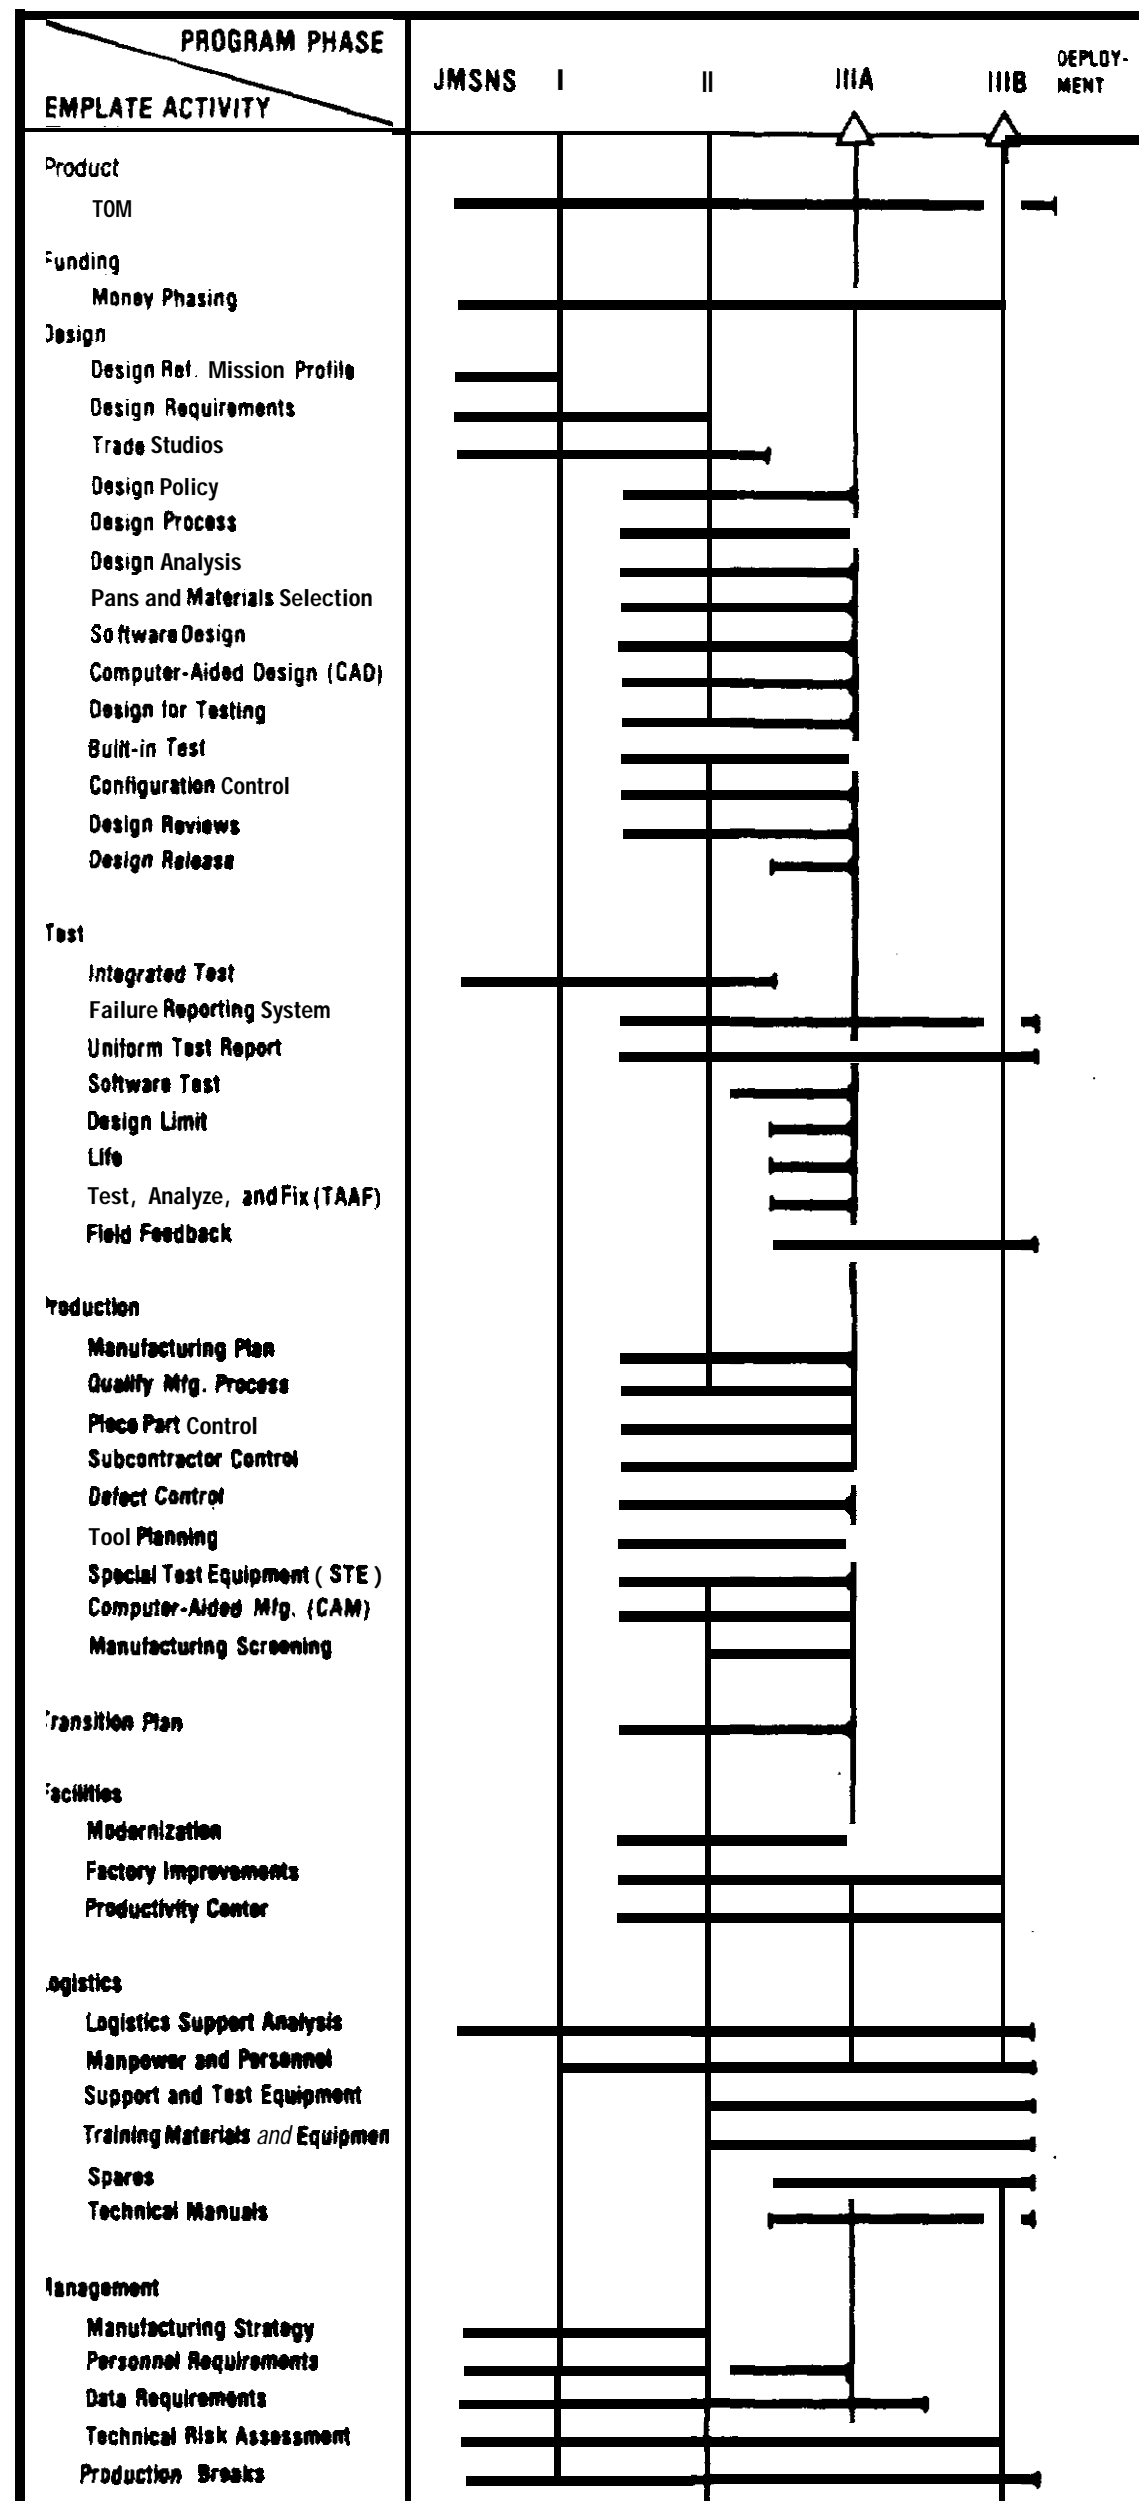 PROGRAM PHASE
EMPLATE ACTIVITY
JMSNS I II IIIA IIIB DEPLOY-
MENT
Product
TOM
Funding
Money Phasing
Design
Design Ref. Mission Profile
Design Requirements
Trade Studios
Design Policy
Design Process
Design Analysis
Pans and Materials Selection
Software Design
Computer-Aided Design (CAD)
Design for Testing
Built-in Test
Configuration Control
Design Reviews
Design Release
Test
Integrated Test
Failure Reporting System
Uniform Test Report
Software Test
Design Limit
Life
Test, Analyze, and Fix (TAAF)
Field Feedback
Production
Manufacturing Plan
Qualify Mfg. Process
Piece Part Control
Subcontractor Control
Defect Control
Tool Planning
Special Test Equipment ( STE )
Computer-Aided Mfg. (CAM)
Manufacturing Screening
Transition Plan
Facilities
Modernization
Factory Improvements
Productivity Center
ogistics
Logistics Support Analysis
Manpower and Personnel
Support and Test Equipment
Training Materials and Equipmen
Spares
Technical Manuals
anagement
Manufacturing Strategy
Personnel Requirements
Data Requirements
Technical Risk Assessment
Production Breaks